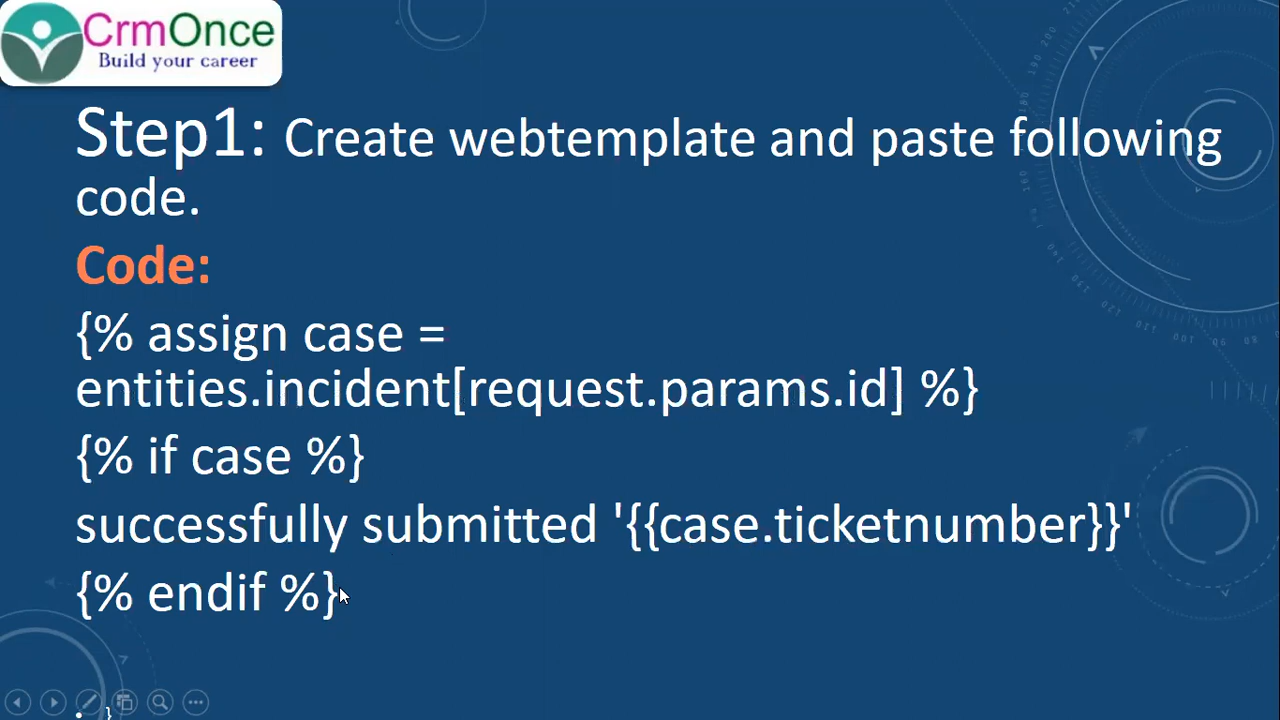 CrmOnce
Build your career
Step1: Create webtemplate and paste following
code.
Code:
{% assign case =
entities.incident[request.params.id] %}
{% if case %}
successfully submitted '{{case.ticketnumber}}'
{% endif %}
• }